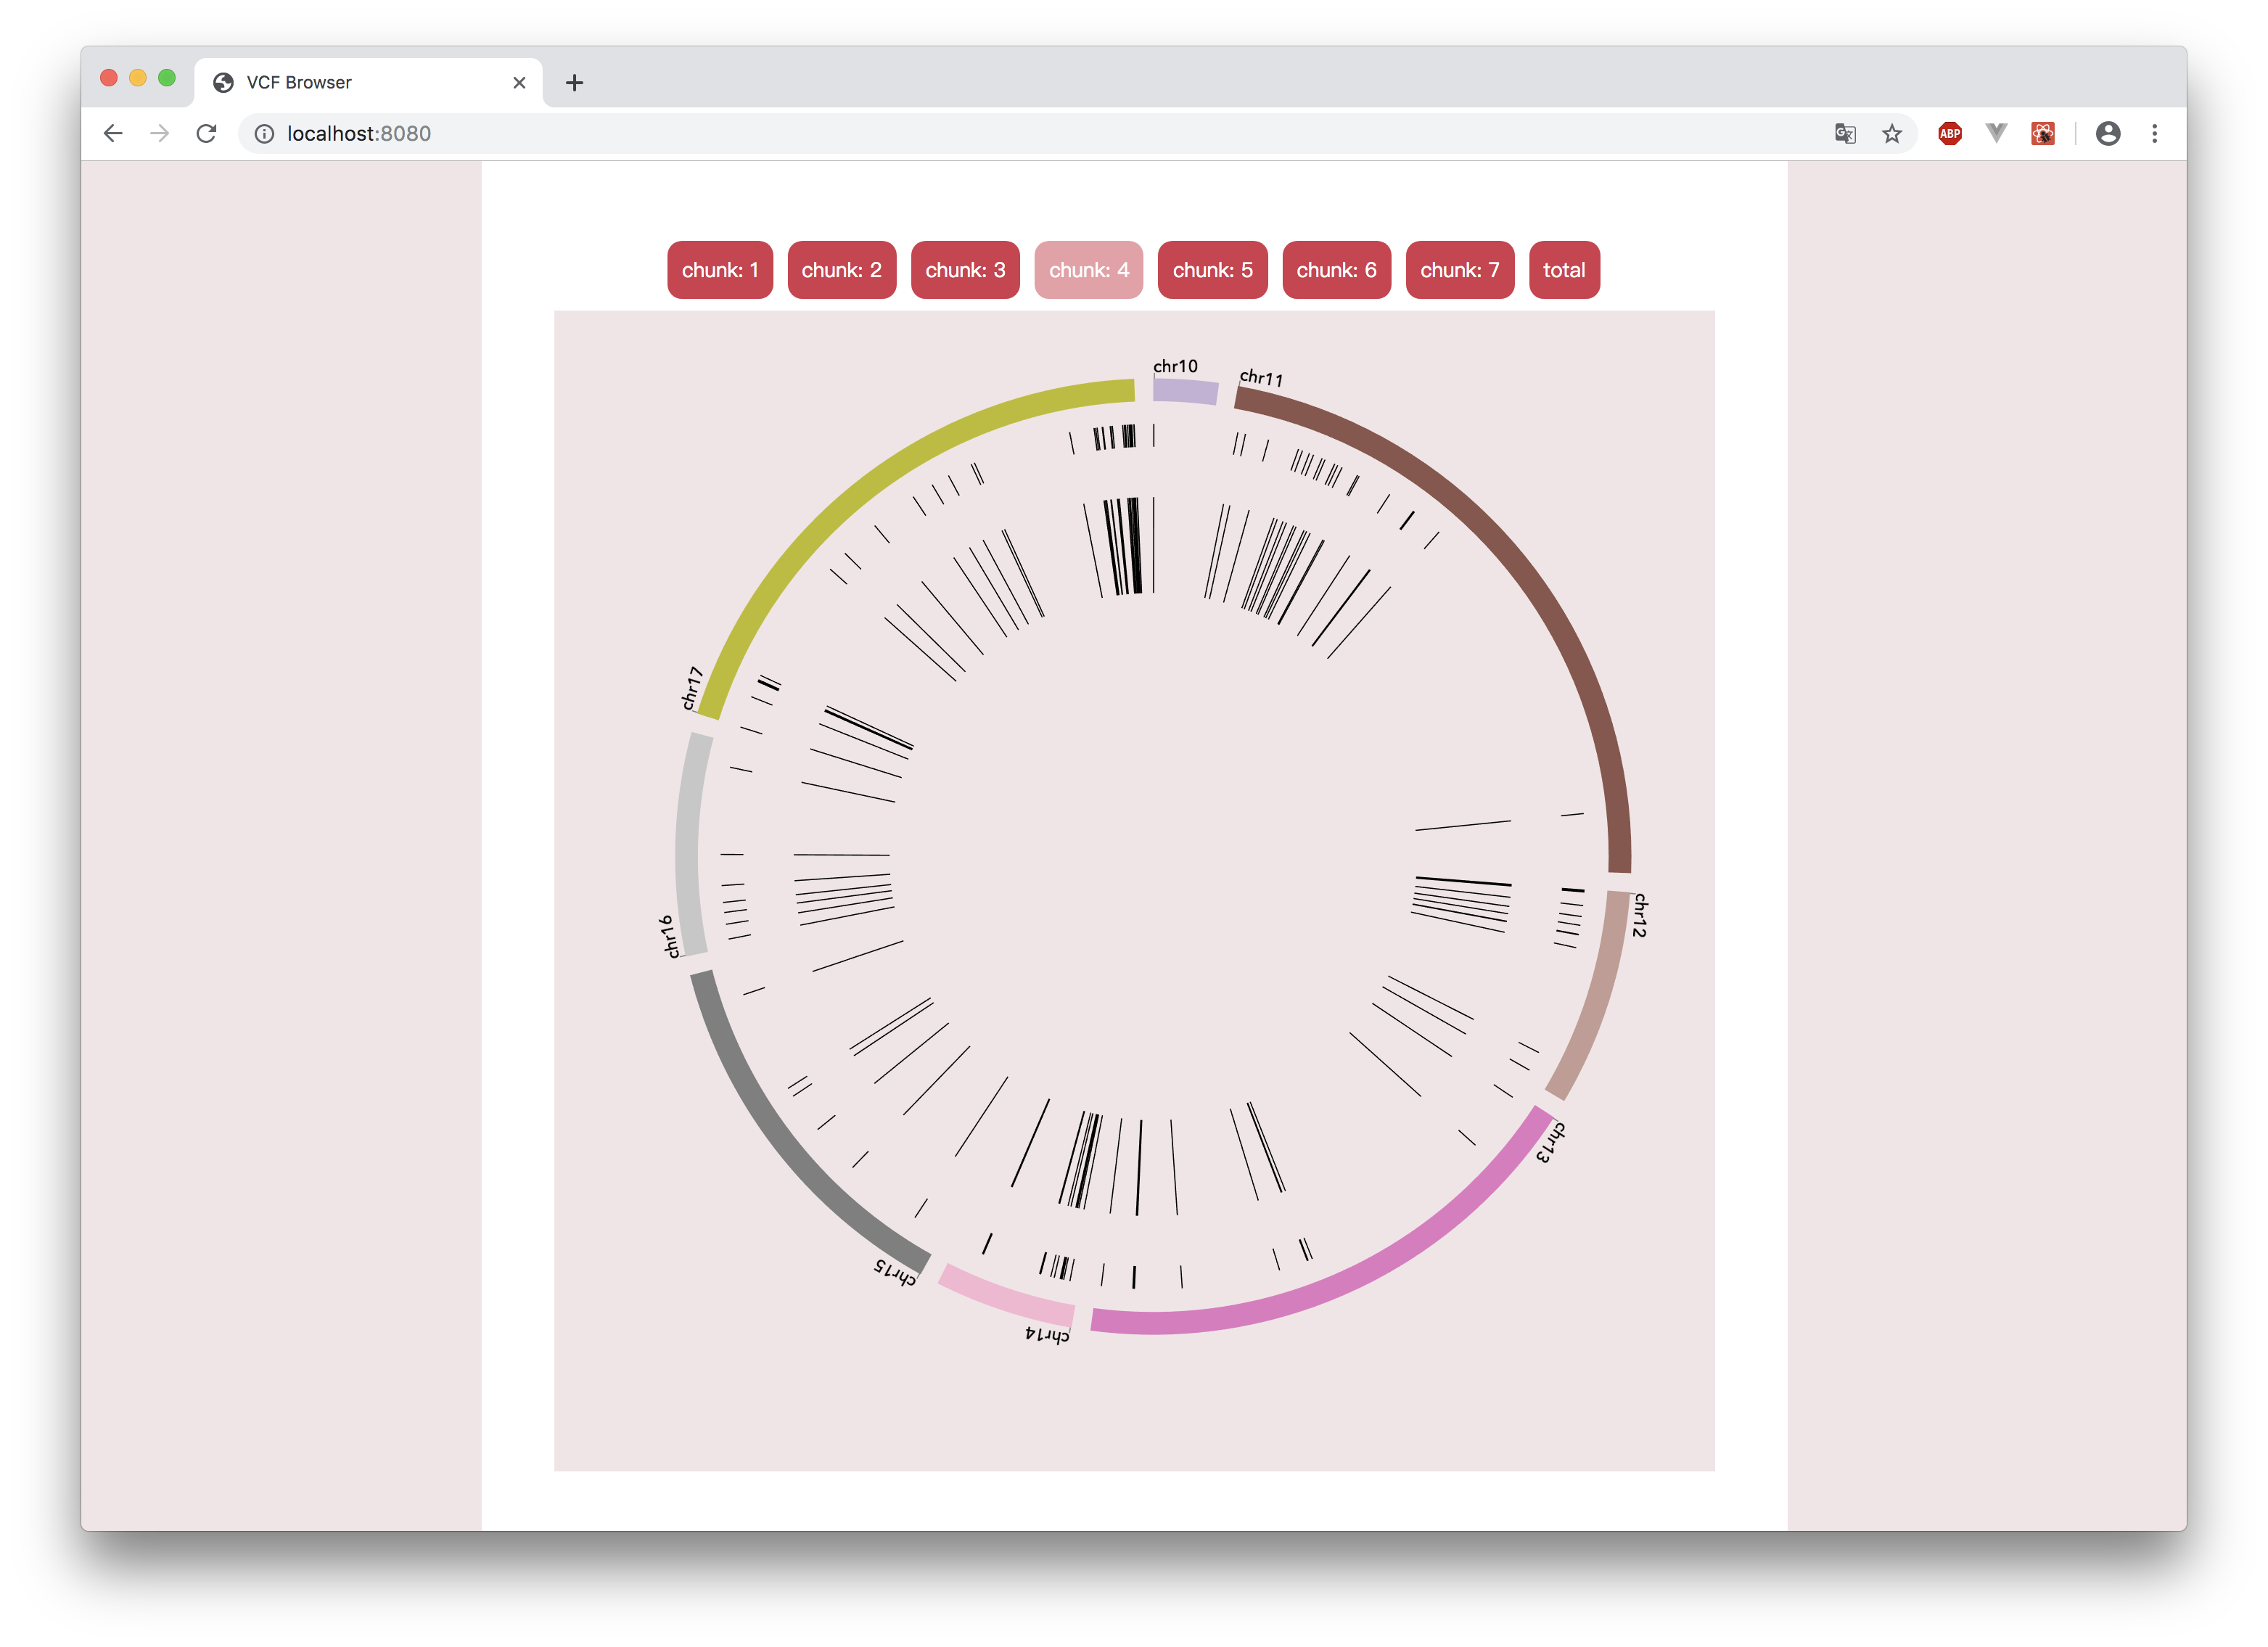 VCF Browser
localhost:8080
ABP
chunk: 1 chunk: 2 chunk: 3 chunk: 4 chunk: 5 chunk: 6 chunk: 7 total
chr10
chr11
chr12
chr13
chr14
chr15
chr16
chr17